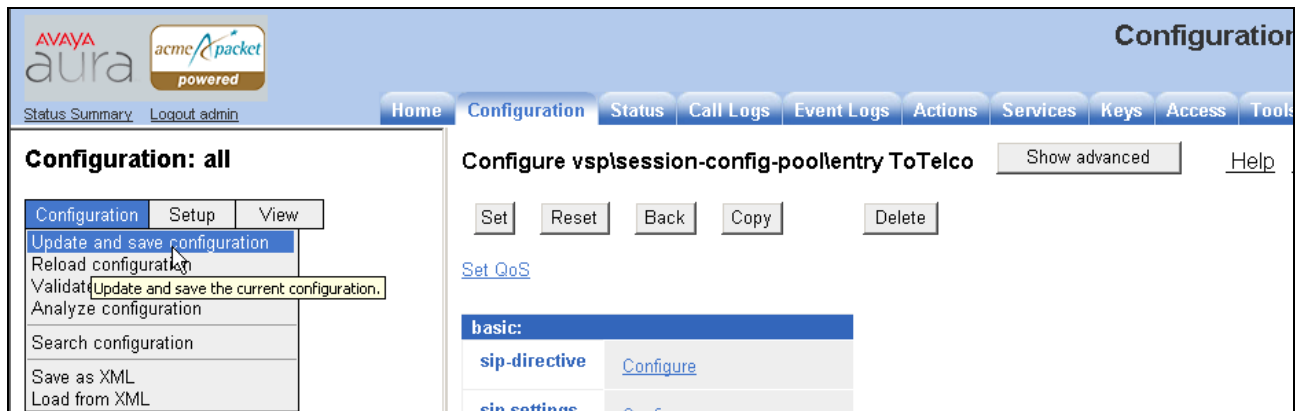 AVAYA
aura
acme packet
powered
Configuration
Status Summary Logout admin
Home Configuration Status Call Logs Event Logs Actions Services Keys Access Tools
Configuration: all
Configure vsp\session-config-pool\entry ToTelco Show advanced Help
Configuration Setup View
Set Reset Back Copy Delete
Update and save configuration
Reload configuration
Set QoS
Update and save the current configuration.
Analyze configuration
Search configuration
basic:
sip-directive Configure
Save as XML
Load from XML
sip settings